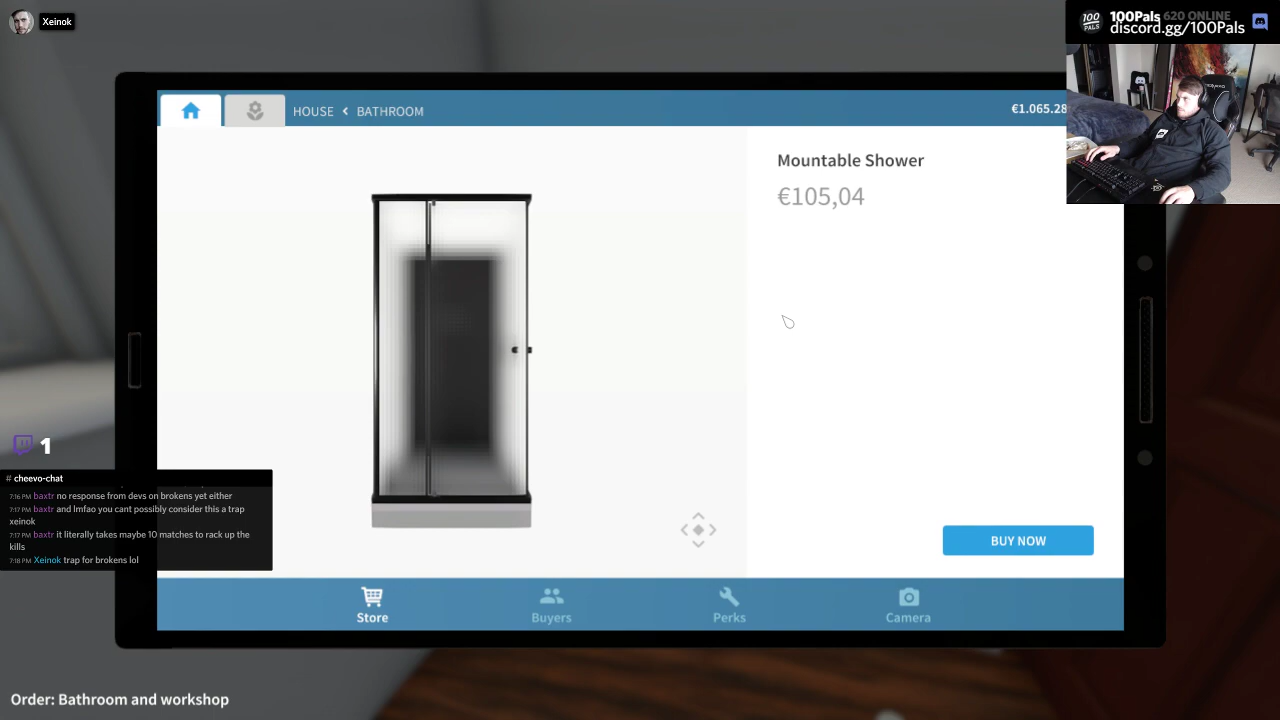 Xeinok
100Pals 620 ONLINE
discord.gg/100Pals
100
PALS
HOUSE < BATHROOM
€1.065.28
Mountable Shower
€105,04
1
# cheevo-chat
7:16 PM baxtr no response from devs on brokens yet either
7:17 PM baxtr and lmfao you cant possibly consider this a trap
xeinok
7:17 PM baxtr it literally takes maybe 10 matches to rack up the
kills
7:18 PM Xeinok trap for brokens lol
BUY NOW
Store
Buyers
Perks
Camera
Order: Bathroom and workshop